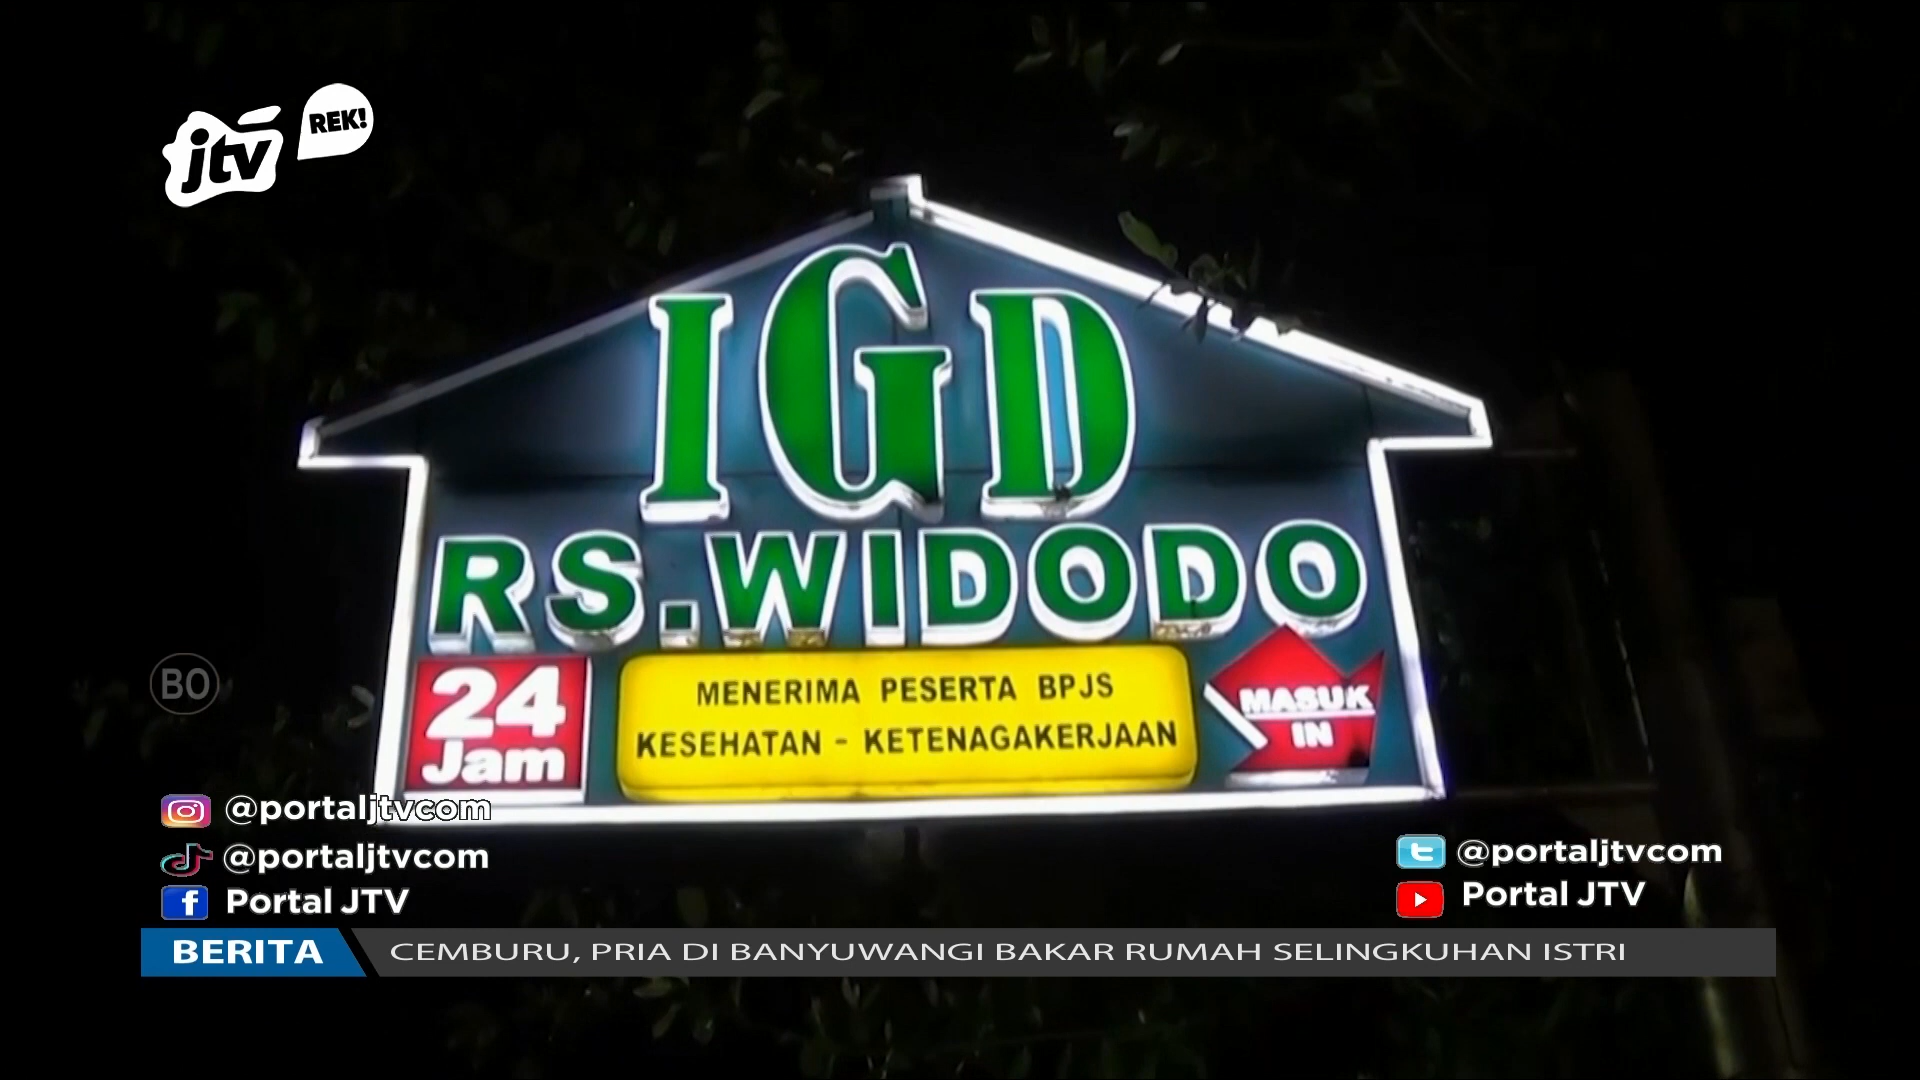 jtv
REK!
IGD
RS.WIDODO
24
Jam
MENERIMA PESERTA BPJS
KESEHATAN - KETENAGAKERJAAN
MASUK
IN
BO
@portaljtvcom
@portaljtvcom
Portal JTV
@portaljtvcom
Portal JTV
BERITA
CEMBURU, PRIA DI BANYUWANGI BAKAR RUMAH SELINGKUHAN ISTRI